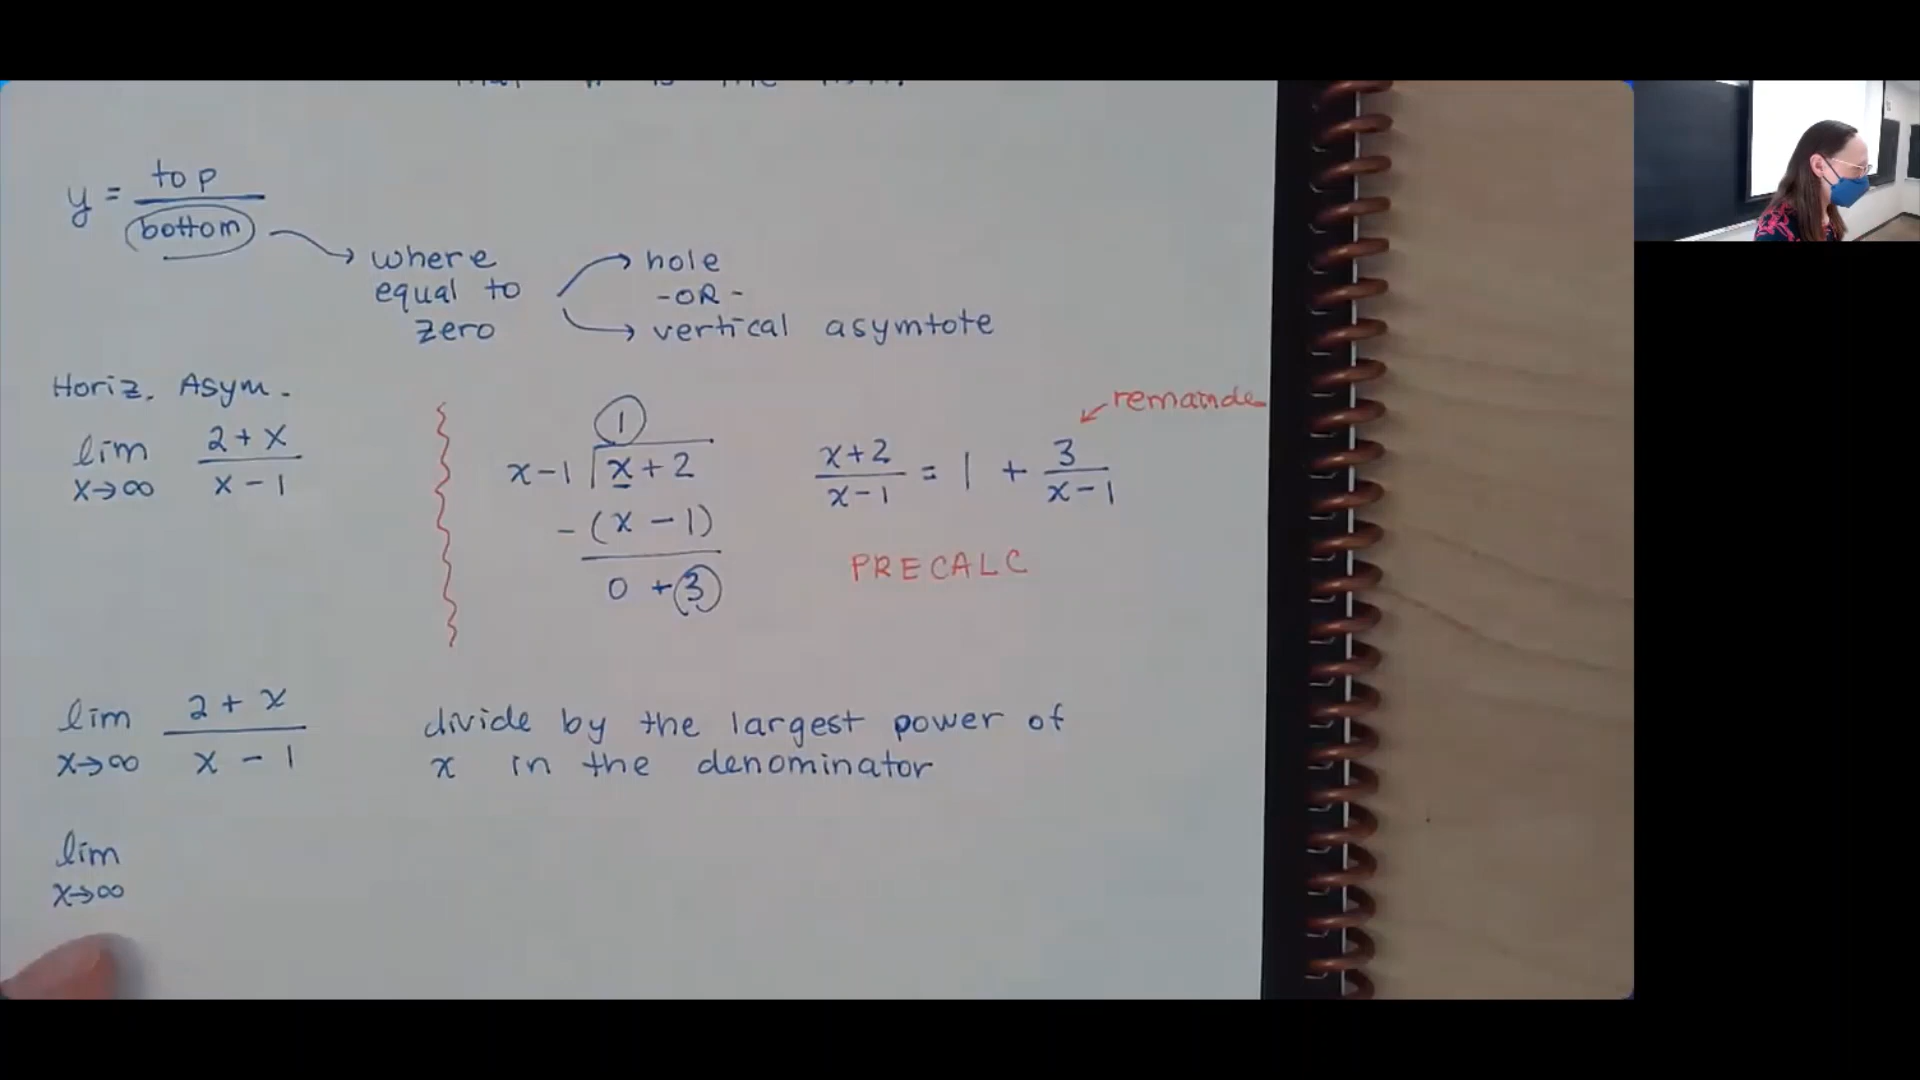 y = top / bottom
where equal to zero
hole
-OR-
vertical asymtote
Horiz. Asym.
lim x→∞ (2+x)/(x-1)
1
x-1 √x+2
-(x-1)
0 +3
(x+2)/(x-1) = 1 + 3/(x-1)
remainde
PRECALC
lim x→∞ (2+x)/(x-1)
divide by the largest power of
x in the denominator
lim x→∞